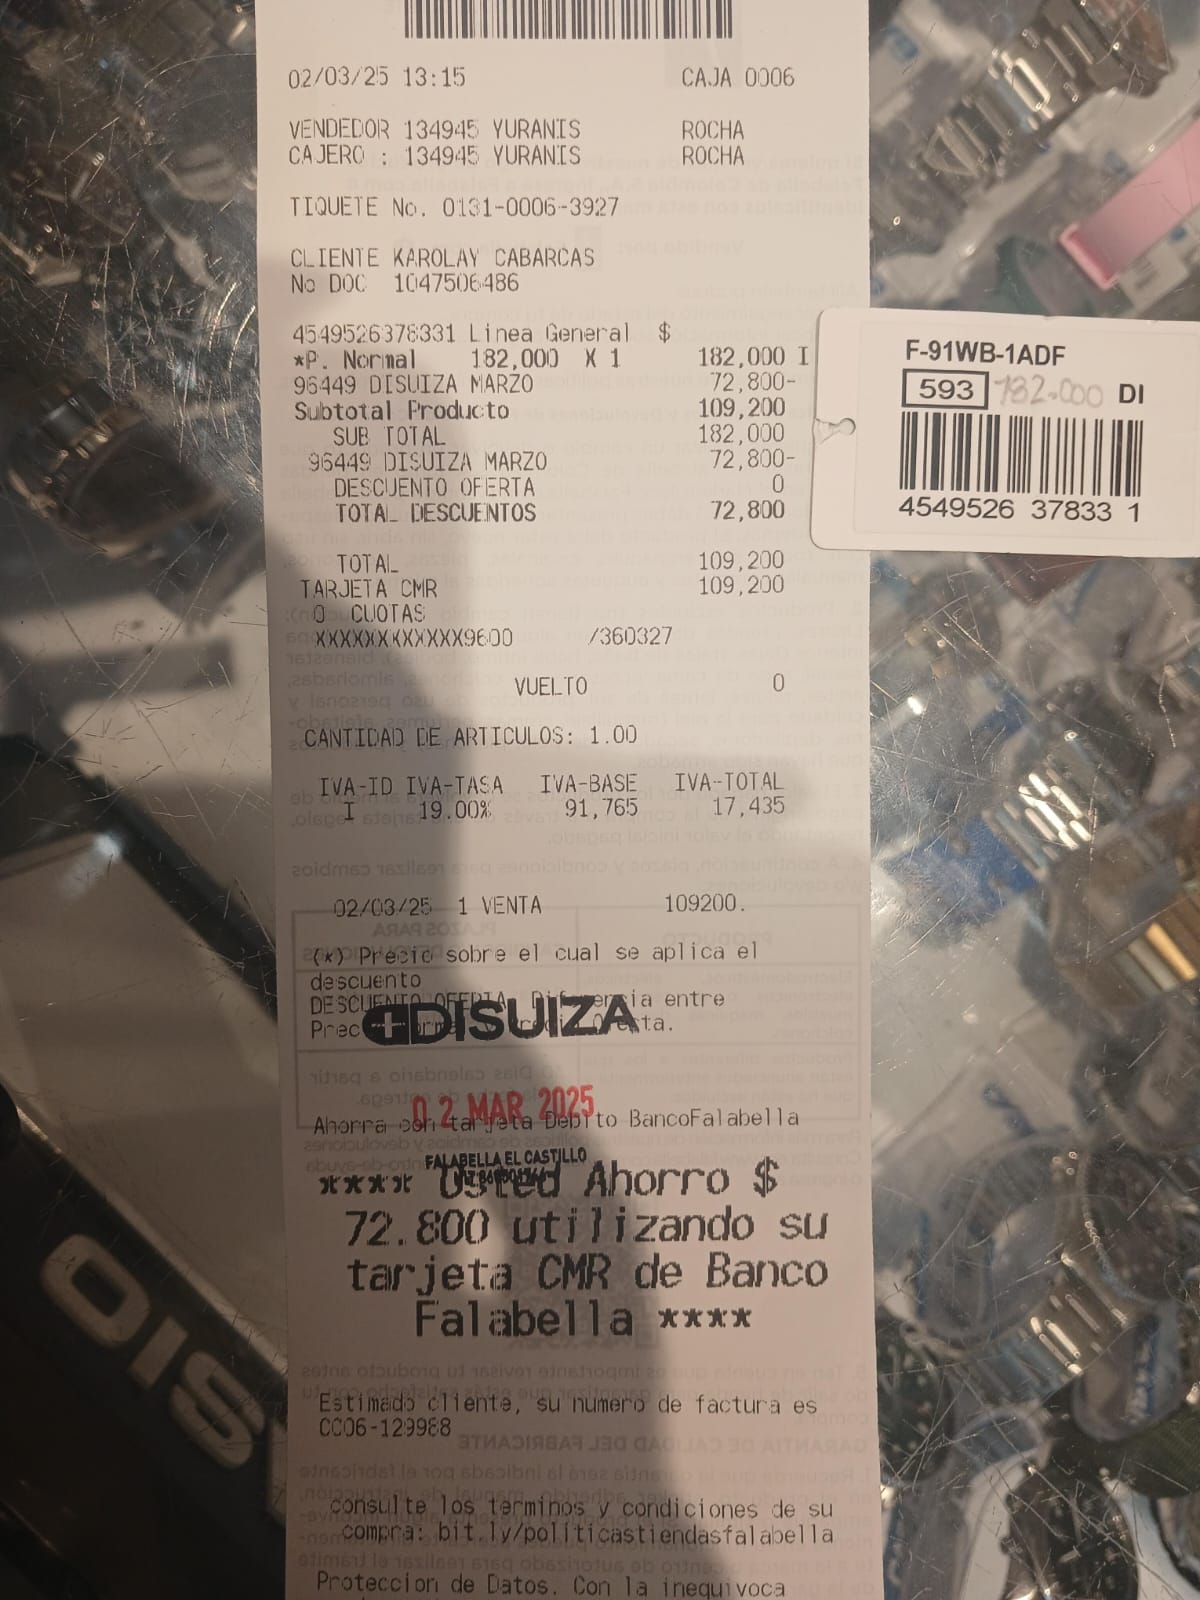 02/03/25 13:15 CAJA 0006
VENDEDOR 134945 YURANIS ROCHA
CAJERO : 134945 YURANIS ROCHA
TIQUETE No. 0131-0006-3927
CLIENTE KAROLAY CABARCAS
No DOC 1047506486
4549526378331 Linea General $
*P. Normal 182,000 X 1 182,000 I
96449 DISUIZA MARZO 72,800-
Subtotal Producto 109,200
SUB TOTAL 182,000
96449 DISUIZA MARZO 72,800-
DESCUENTO OFERTA 0
TOTAL DESCUENTOS 72,800
TOTAL 109,200
TARJETA CMR 109,200
0 CUOTAS
XXXXXXXXXXXX9600 /360327
VUELTO 0
CANTIDAD DE ARTICULOS: 1.00
IVA-ID IVA-TASA IVA-BASE IVA-TOTAL
1 19.00% 91,765 17,435
02/03/25 1 VENTA 109200.
(*) Precio sobre el cual se aplica el
descuento
DESCUENTO OFERTA. Diferencia entre
DISUIZA
02 MAR 2025
Ahorra con tarjeta Debito BancoFalabella
FALABELLA EL CASTILLO
**** Usted Ahorro $
72.800 utilizando su
tarjeta CMR de Banco
Falabella ****
Estimado cliente, su numero de factura es
CC06-129988
consulte los terminos y condiciones de su
compra: bit.ly/politicastiendasfalabella
Proteccion de Datos. Con la inequivoca
F-91WB-1ADF
593 182.000 DI
4549526 37833 1